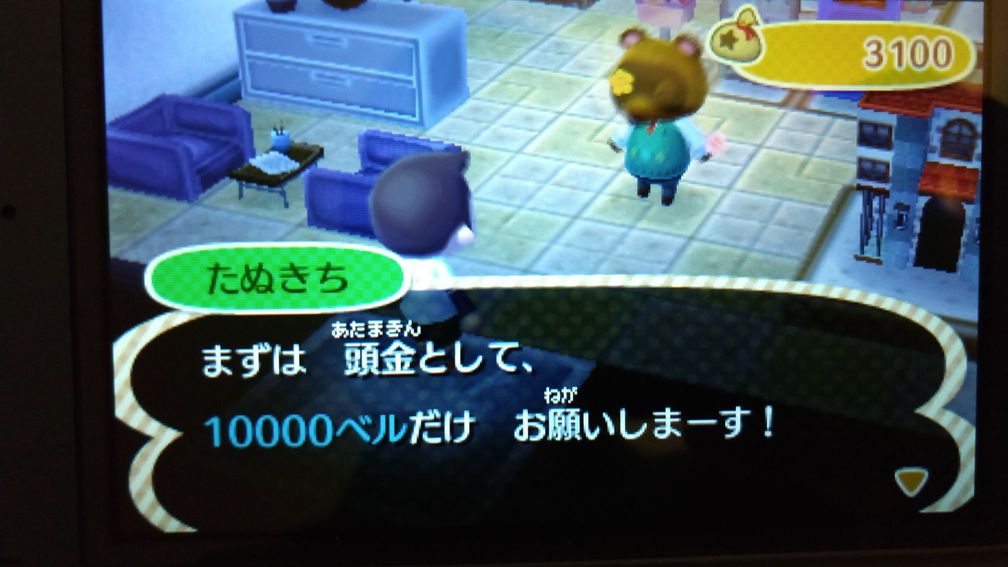 3100
たぬきち
あたまきん
まずは 頭金として、
ねが
10000ベルだけ お願いしまーす！